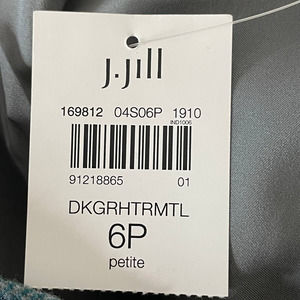 J.Jill
169812 04S06P 1910
IND1006
91218865 01
DKGRHTRMTL
6P
petite